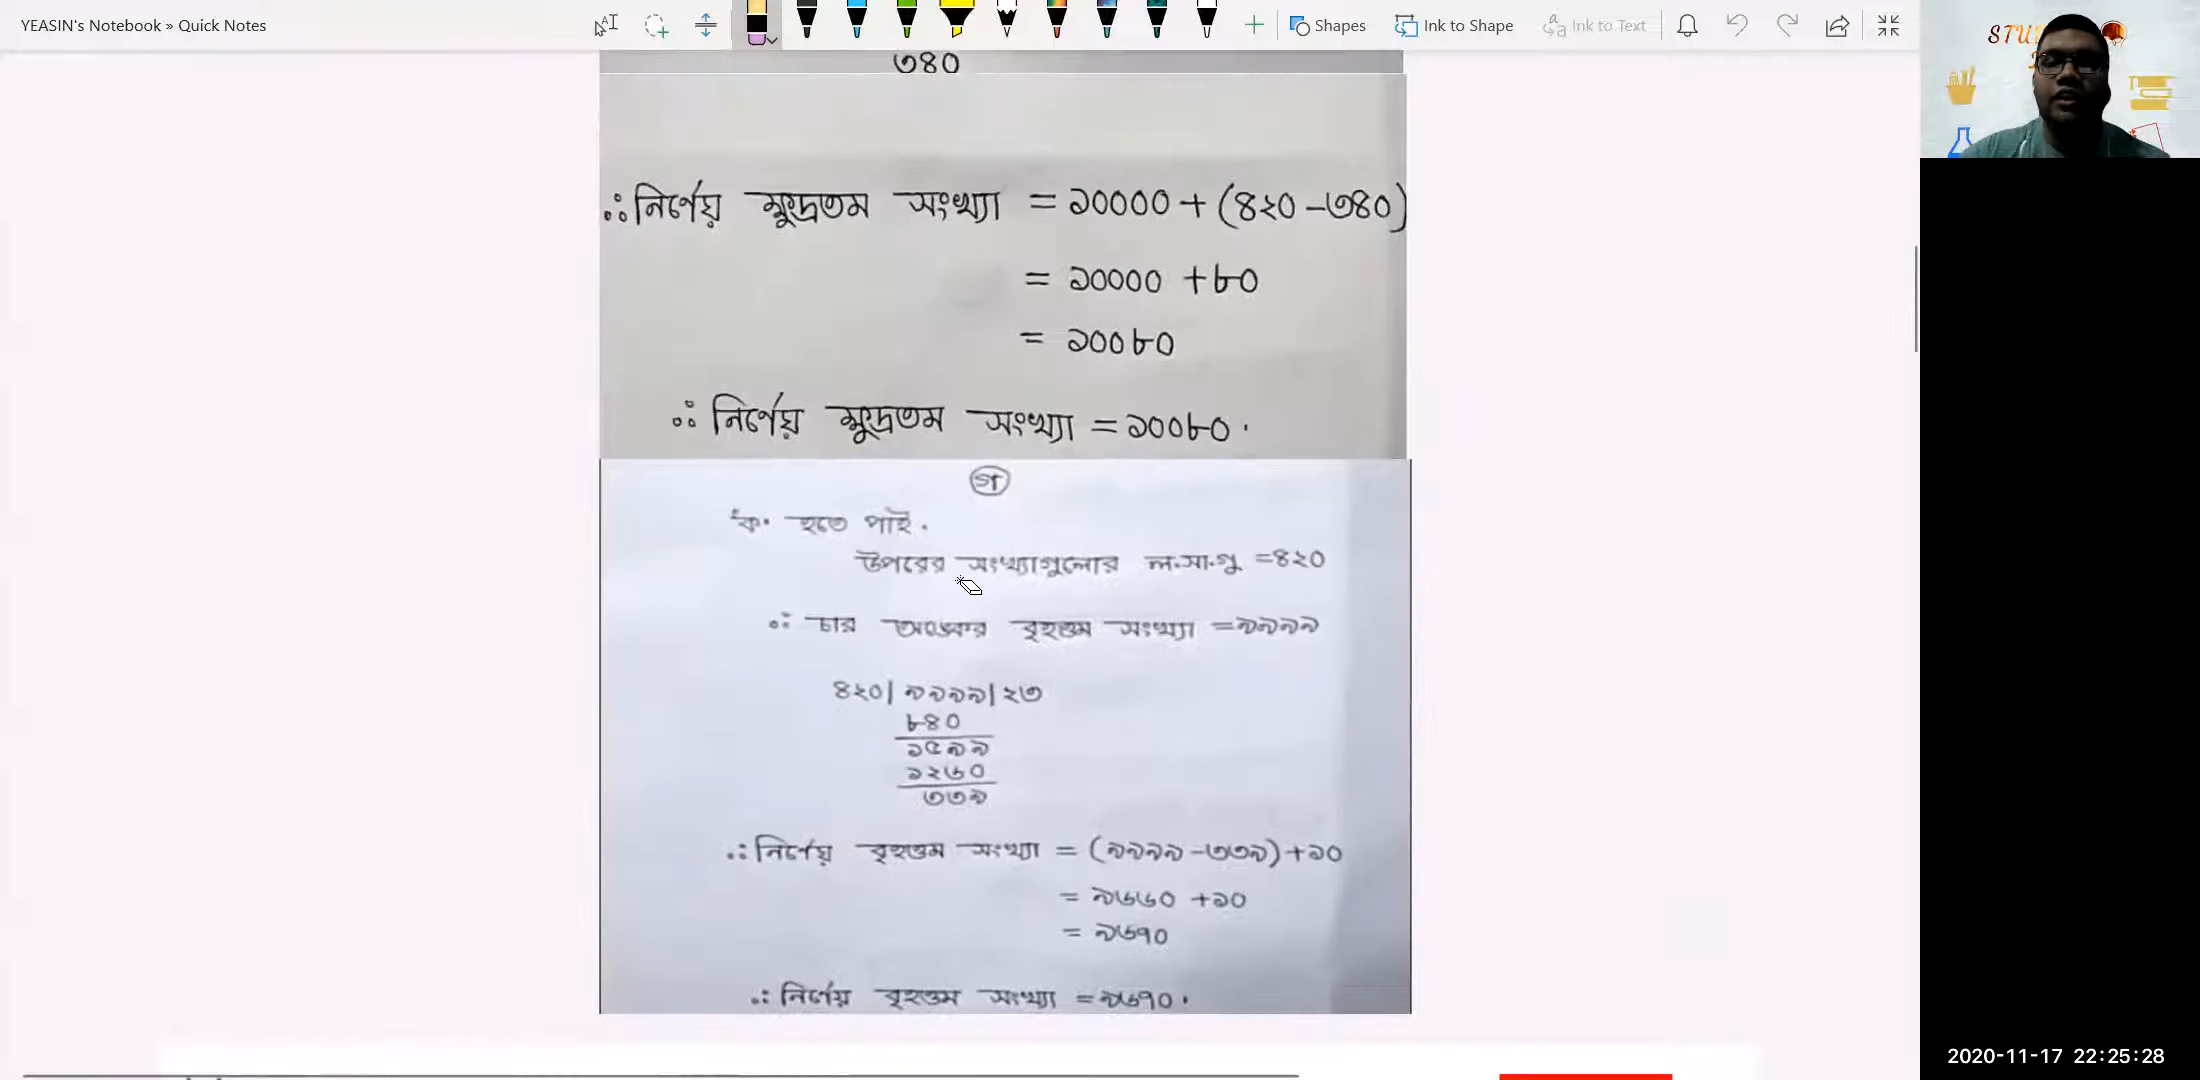 YEASIN's Notebook » Quick Notes
Shapes
Ink to Shape
Ink to Text
৩৪০
∴ নির্ণেয় ক্ষুদ্রতম সংখ্যা = ১০০০০ + (৪২০ - ৩৪০)
= ১০০০০ + ৮০
= ১০০৮০
∴ নির্ণেয় ক্ষুদ্রতম সংখ্যা = ১০০৮০.
গ
'ক' হতে পাই.
উপরের সংখ্যাগুলোর ল.সা.গু = ৪২০
∴ চার অঙ্কের বৃহত্তম সংখ্যা = ৯৯৯৯
৪২০ | ৯৯৯৯ | ২৩
৮৪০
১৫৯৯
১২৬০
৩৩৯
∴ নির্ণেয় বৃহত্তম সংখ্যা = (৯৯৯৯ - ৩৩৯) + ১০
= ৯৬৬০ + ১০
= ৯৬৭০
∴ নির্ণেয় বৃহত্তম সংখ্যা = ৯৬৭০.
2020-11-17 22:25:28